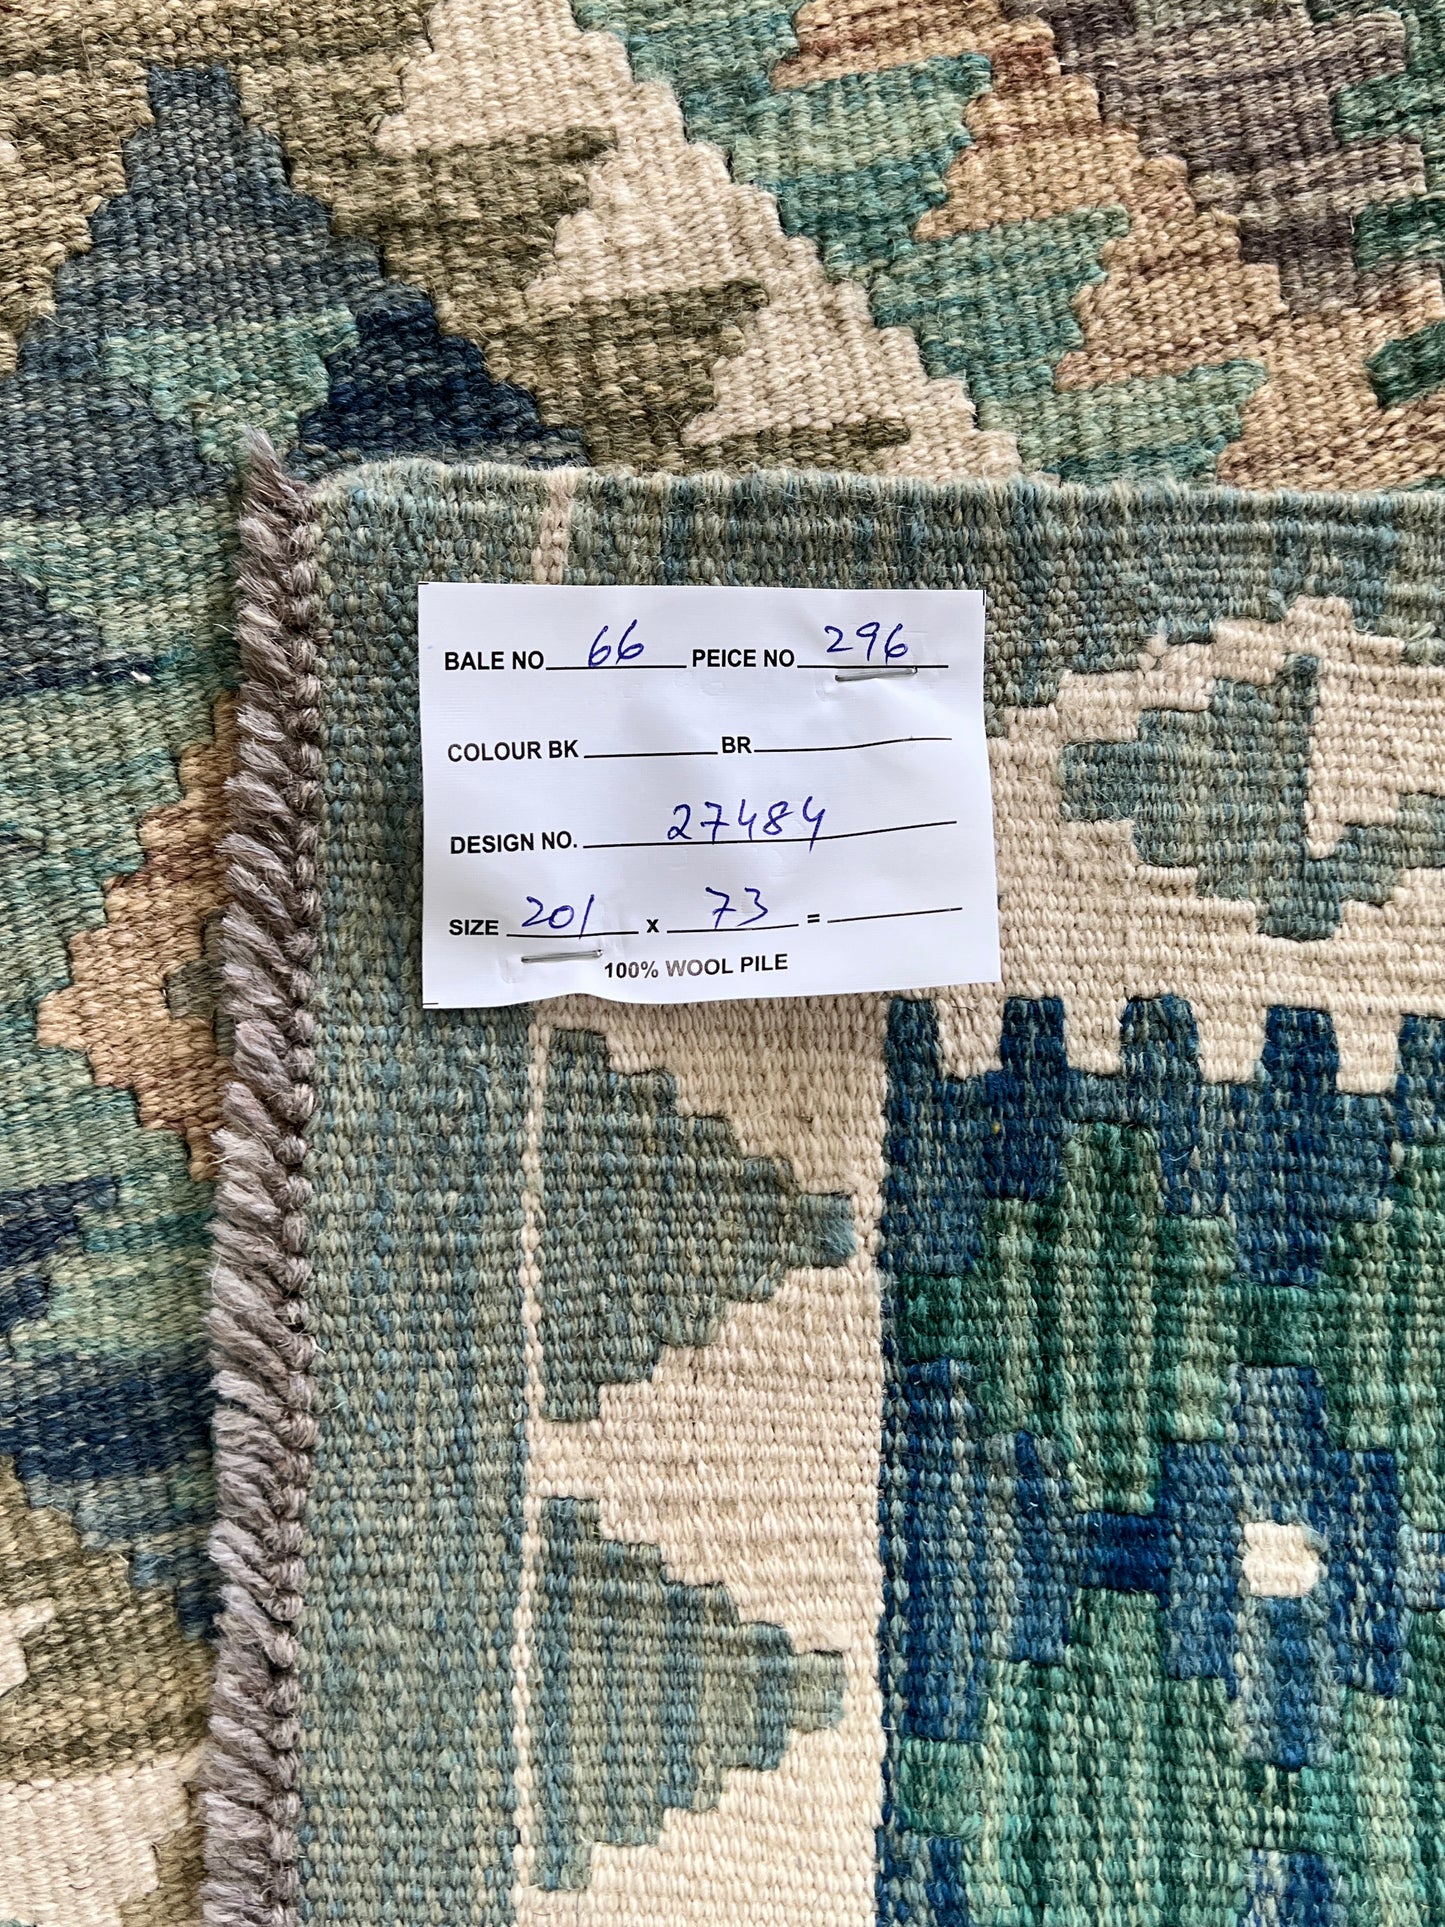 BALE NO 66 PEICE NO 296
COLOUR BK BR
DESIGN NO. 27484
SIZE 201 x 73 =
100% WOOL PILE